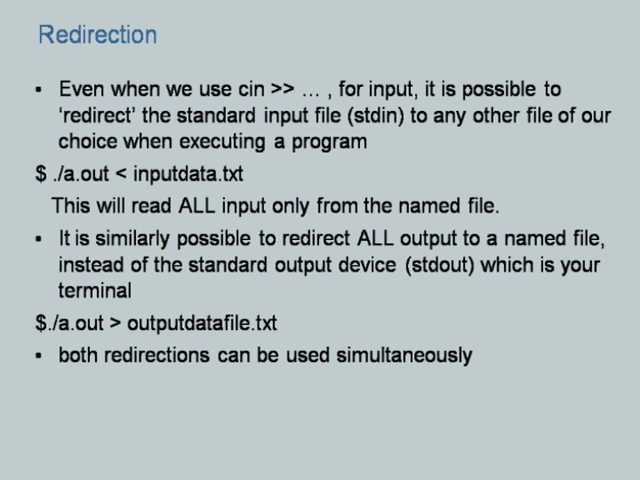 Redirection
• Even when we use cin >> ... , for input, it is possible to
‘redirect’ the standard input file (stdin) to any other file of our
choice when executing a program
$ ./a.out < inputdata.txt
This will read ALL input only from the named file.
• It is similarly possible to redirect ALL output to a named file,
instead of the standard output device (stdout) which is your
terminal
$./a.out > outputdatafile.txt
• both redirections can be used simultaneously